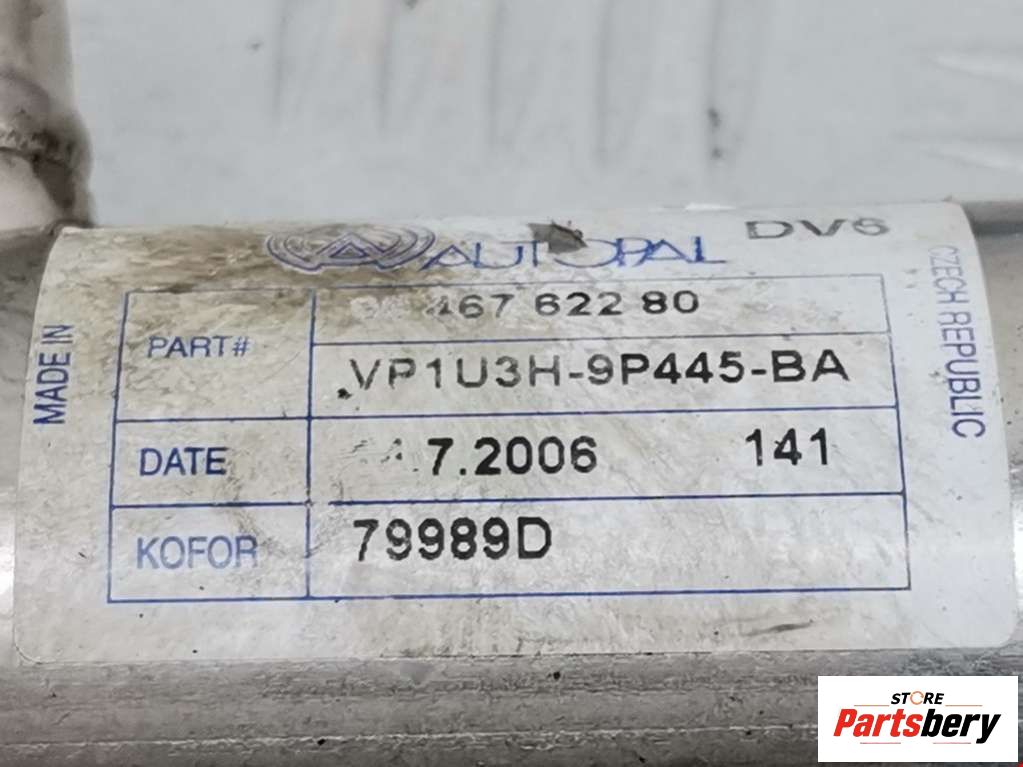 AUTOPAL DV6
MADE IN
PART# 467 622 80
VP1U3H-9P445-BA
DATE 7.2006 141
KOFOR 79989D
CZECH REPUBLIC
STORE
Partsbery